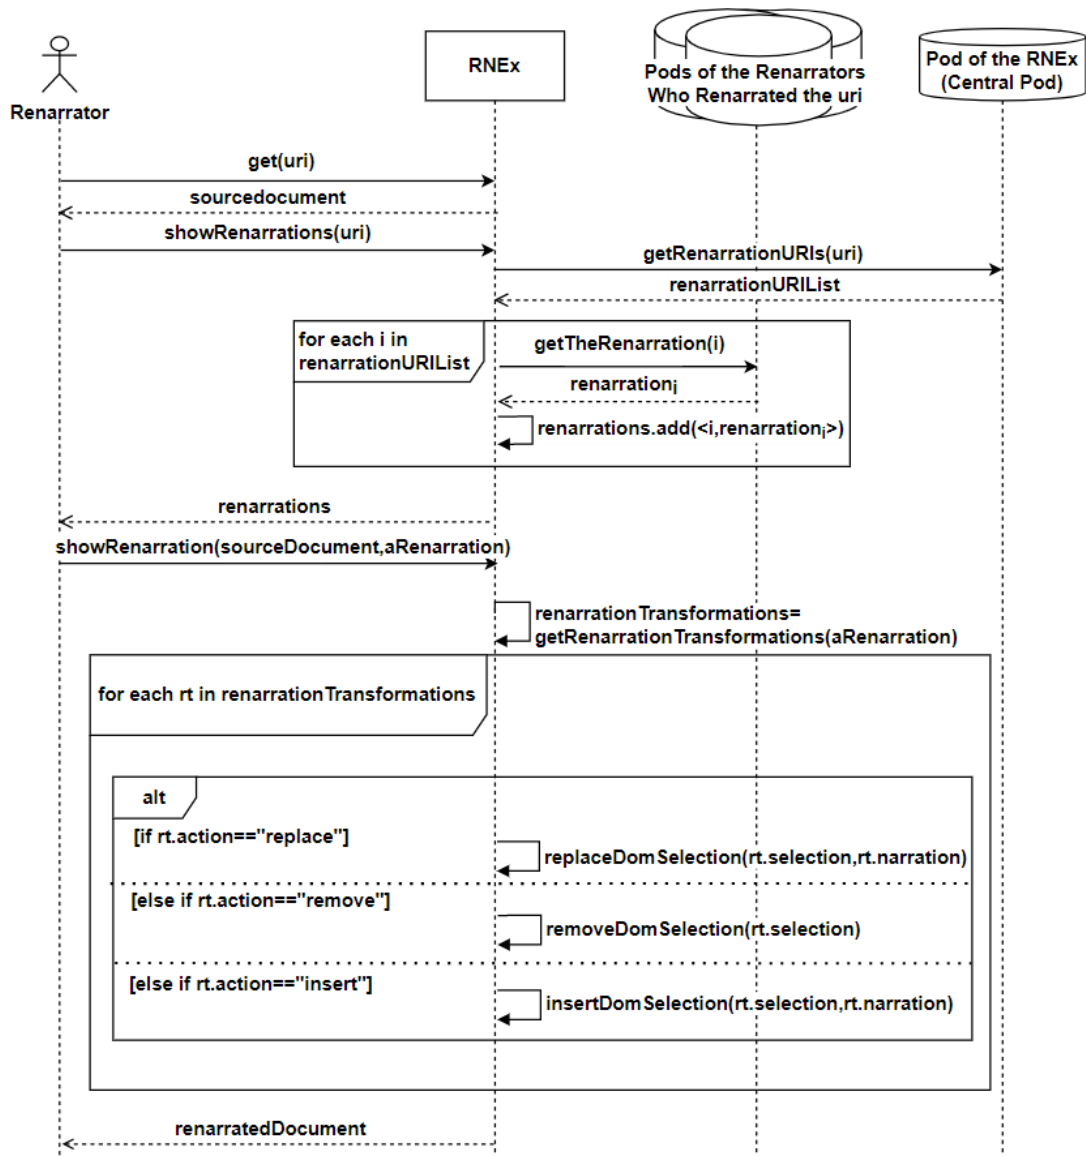 Renarrator
RNEx
Pods of the Renarrators
Who Renarrated the uri
Pod of the RNEx
(Central Pod)
get(uri)
sourcedocument
showRenarrations(uri)
getRenarrationURIs(uri)
renarrationURIList
for each i in
renarrationURIList
getTheRenarration(i)
renarrationᵢ
renarrations.add(<i,renarrationᵢ>)
renarrations
showRenarration(sourceDocument,aRenarration)
renarrationTransformations=
getRenarrationTransformations(aRenarration)
for each rt in renarrationTransformations
alt
[if rt.action=="replace"]
replaceDomSelection(rt.selection,rt.narration)
[else if rt.action=="remove"]
removeDomSelection(rt.selection)
[else if rt.action=="insert"]
insertDomSelection(rt.selection,rt.narration)
renarratedDocument